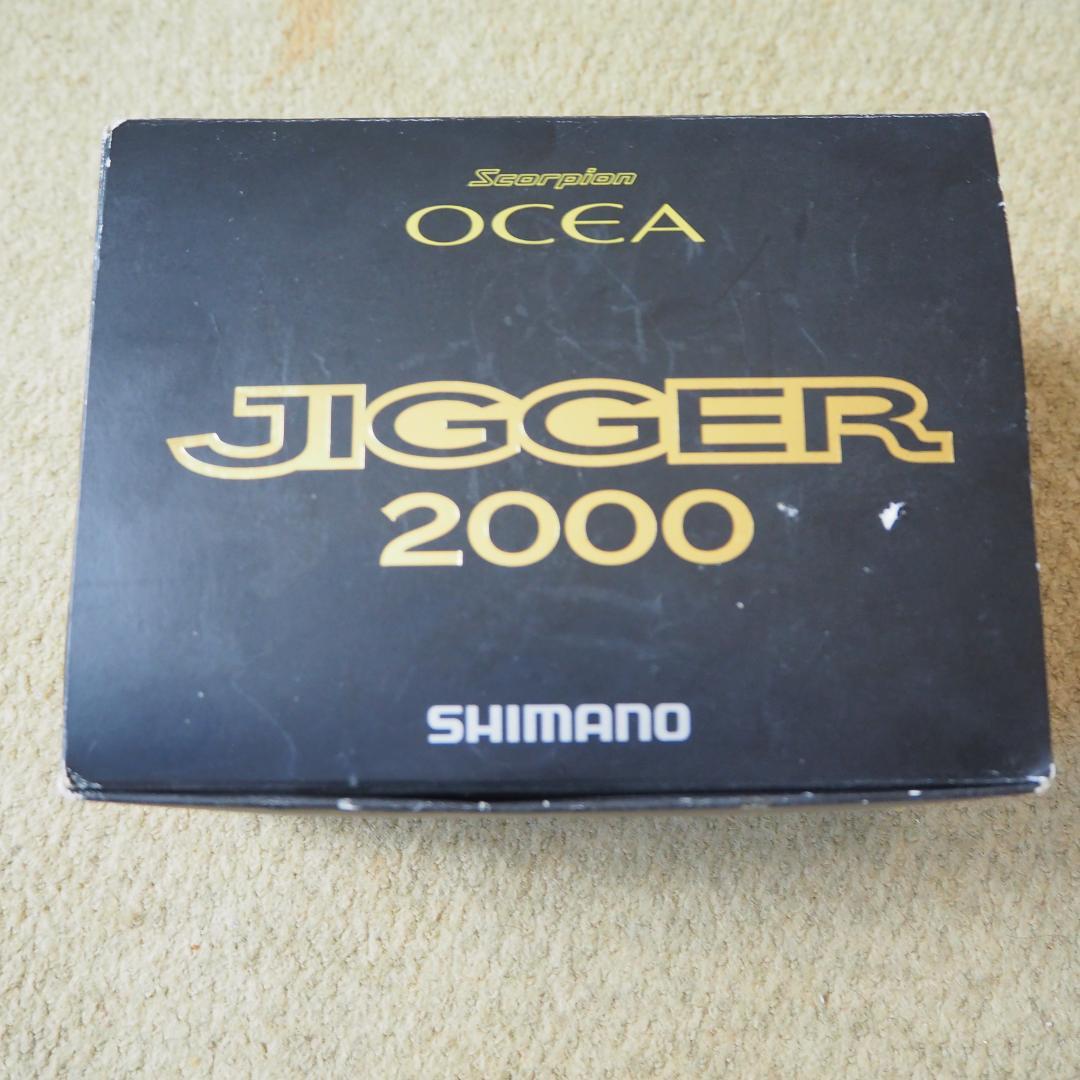 Scorpion
OCEA
JIGGER
2000
SHIMANO